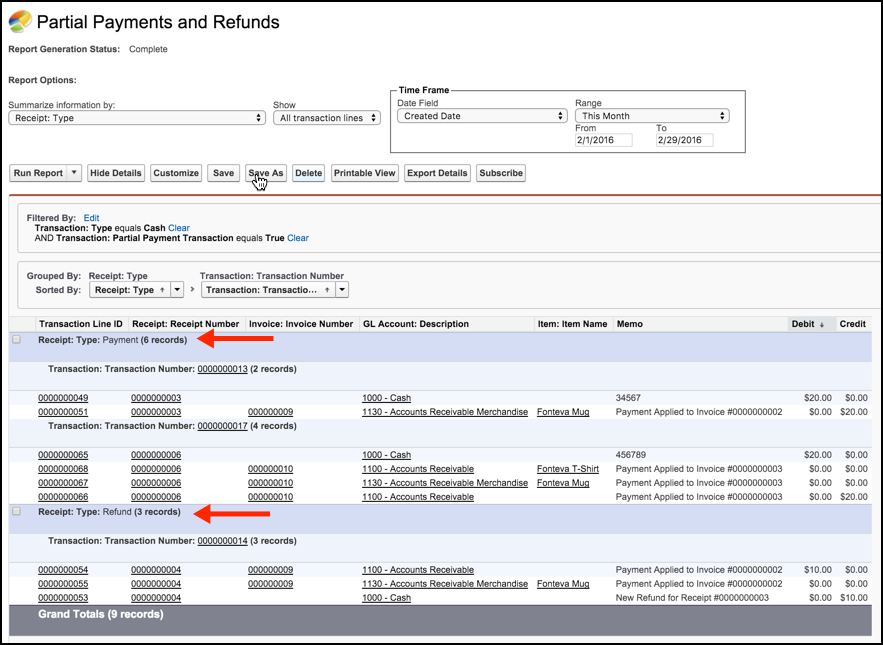 Partial Payments and Refunds
Report Generation Status: Complete
Report Options:
Summarize information by:
Receipt: Type
Show
All transaction lines
Time Frame
Date Field
Created Date
Range
This Month
From
To
2/1/2016
2/29/2016
Run Report Hide Details Customize Save Save As Delete Printable View Export Details Subscribe
Filtered By: Edit
Transaction: Type equals Cash Clear
AND Transaction: Partial Payment Transaction equals True Clear
Grouped By: Receipt: Type Transaction: Transaction Number
Sorted By: Receipt: Type ↑ > Transaction: Transactio... ↑
Transaction Line ID Receipt: Receipt Number Invoice: Invoice Number GL Account: Description Item: Item Name Memo Debit ↓ Credit
Receipt: Type: Payment (6 records)
Transaction: Transaction Number: 0000000013 (2 records)
0000000049 0000000003 1000 - Cash 34567 $20.00 $0.00
0000000051 0000000003 000000009 1130 - Accounts Receivable Merchandise Fonteva Mug Payment Applied to Invoice #0000000002 $0.00 $20.00
Transaction: Transaction Number: 0000000017 (4 records)
0000000065 0000000006 1000 - Cash 456789 $20.00 $0.00
0000000068 0000000006 000000010 1100 - Accounts Receivable Fonteva T-Shirt Payment Applied to Invoice #0000000003 $0.00 $0.00
0000000067 0000000006 000000010 1130 - Accounts Receivable Merchandise Fonteva Mug Payment Applied to Invoice #0000000003 $0.00 $0.00
0000000066 0000000006 000000010 1100 - Accounts Receivable Payment Applied to Invoice #0000000003 $0.00 $20.00
Receipt: Type: Refund (3 records)
Transaction: Transaction Number: 0000000014 (3 records)
0000000054 0000000004 000000009 1100 - Accounts Receivable Payment Applied to Invoice #0000000002 $10.00 $0.00
0000000055 0000000004 000000009 1130 - Accounts Receivable Merchandise Fonteva Mug Payment Applied to Invoice #0000000002 $0.00 $0.00
0000000053 0000000004 1000 - Cash New Refund for Receipt #0000000003 $0.00 $10.00
Grand Totals (9 records)